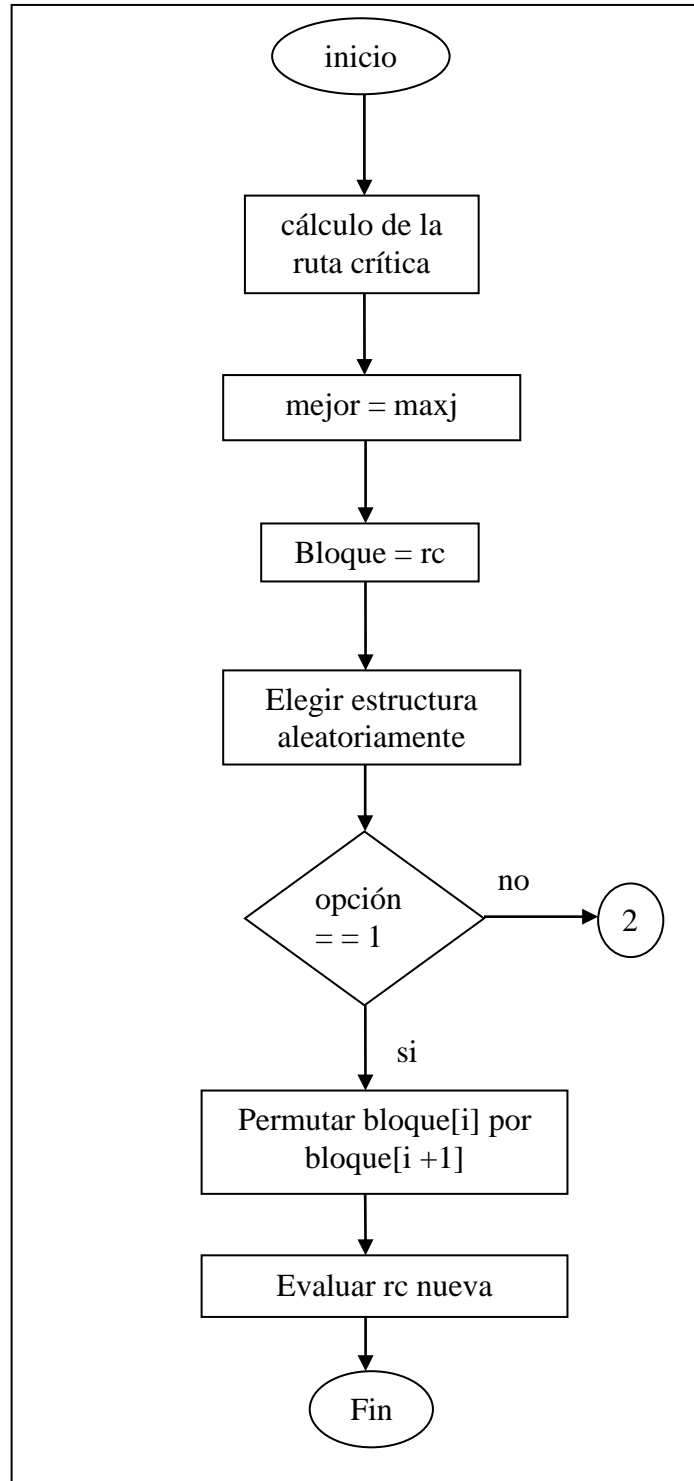 inicio
cálculo de la
ruta crítica
mejor = maxj
Bloque = rc
Elegir estructura
aleatoriamente
opción
= = 1
no
2
si
Permutar bloque[i] por
bloque[i +1]
Evaluar rc nueva
Fin